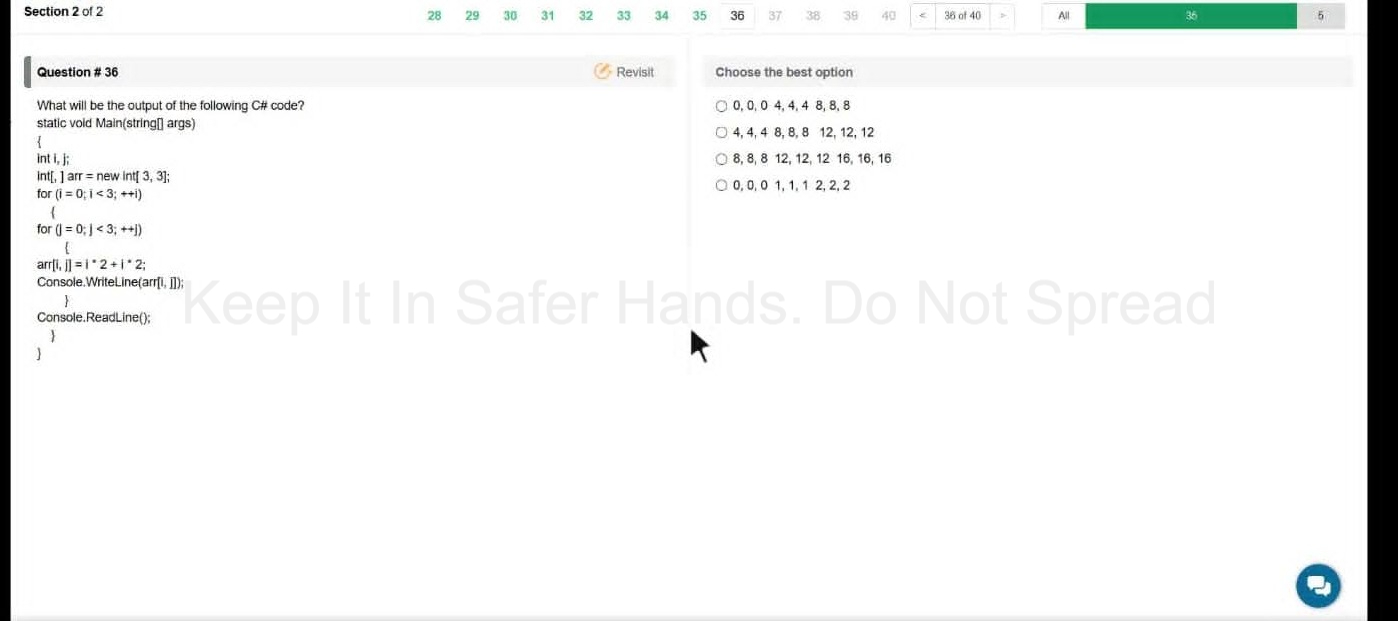 Section 2 of 2
28 29 30 31 32 33 34 35 36 37 38 39 40 < 36 of 40 > All 35 5
Question # 36
Revisit
What will be the output of the following C# code?
static void Main(string[] args)
{
int i, j;
int[, ] arr = new int[ 3, 3];
for (i = 0; i < 3; ++i)
{
for (j = 0; j < 3; ++j)
{
arr[i, j] = i * 2 + i * 2;
Console.WriteLine(arr[i, j]);
}
Console.ReadLine();
}
}
Choose the best option
0, 0, 0 4, 4, 4 8, 8, 8
4, 4, 4 8, 8, 8 12, 12, 12
8, 8, 8 12, 12, 12 16, 16, 16
0, 0, 0 1, 1, 1 2, 2, 2
Keep It In Safer Hands. Do Not Spread